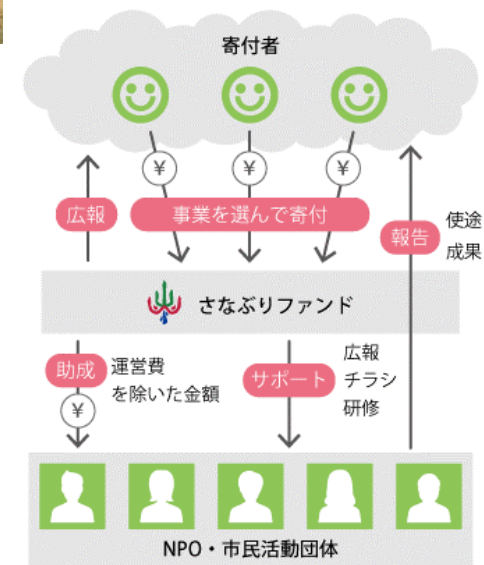 寄付者
¥
¥
¥
広報
事業を選んで寄付
報告
使途
成果
さなぶりファンド
助成
運営費
を除いた金額
¥
サポート
広報
チラシ
研修
NPO・市民活動団体